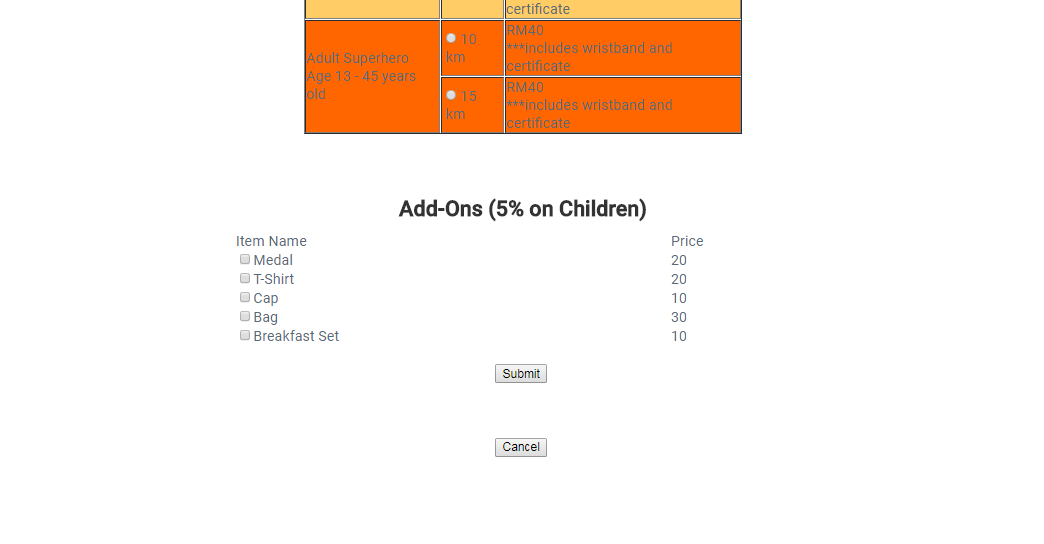 certificate
Adult Superhero
Age 13 - 45 years
old
10
km
RM40
***includes wristband and
certificate
15
km
RM40
***includes wristband and
certificate
Add-Ons (5% on Children)
Item Name Price
Medal 20
T-Shirt 20
Cap 10
Bag 30
Breakfast Set 10
Submit
Cancel